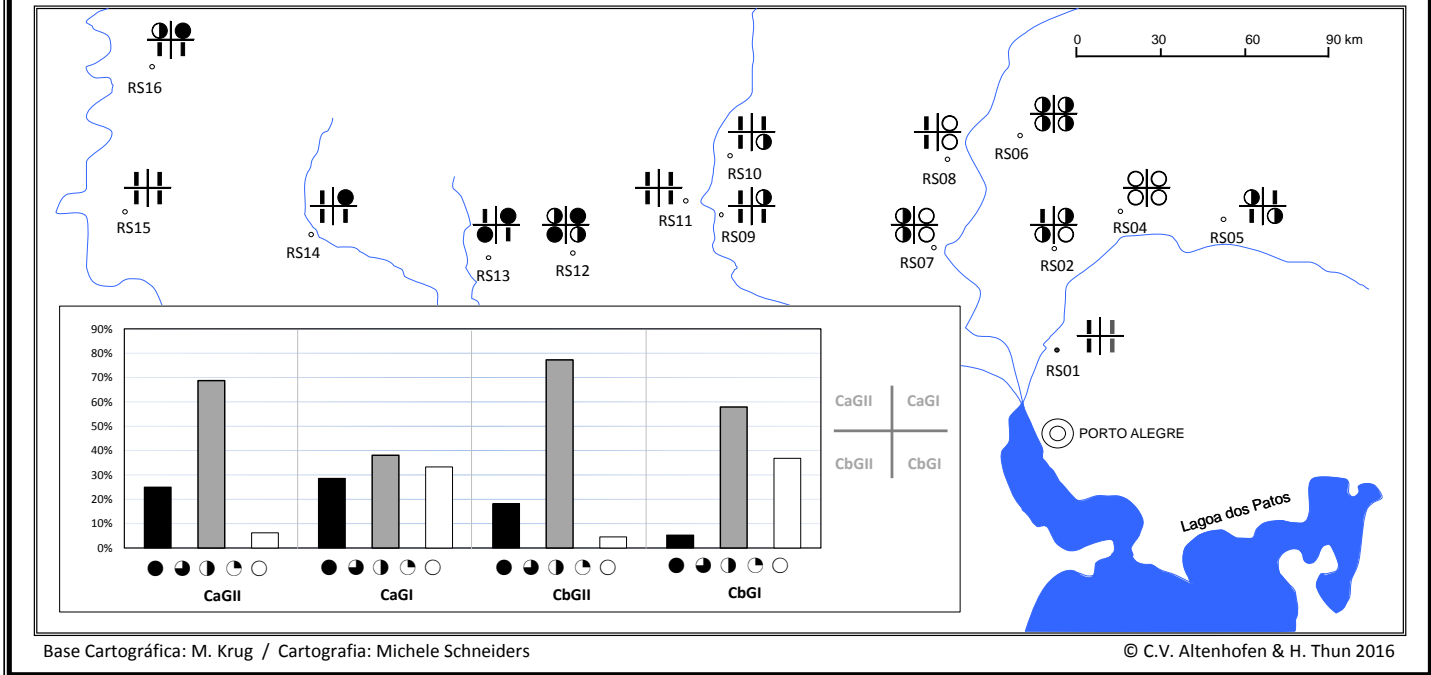 0 30 60 90 km
RS16
RS06
RS10
RS08
RS15
RS14
RS13
RS12
RS11
RS09
RS07
RS02
RS04
RS05
RS01
PORTO ALEGRE
Lagoa dos Patos
90%
80%
70%
60%
50%
40%
30%
20%
10%
0%
CaGII CaGI CbGII CbGI
CaGII CaGI
CbGII CbGI
Base Cartográfica: M. Krug / Cartografia: Michele Schneiders
© C.V. Altenhofen & H. Thun 2016